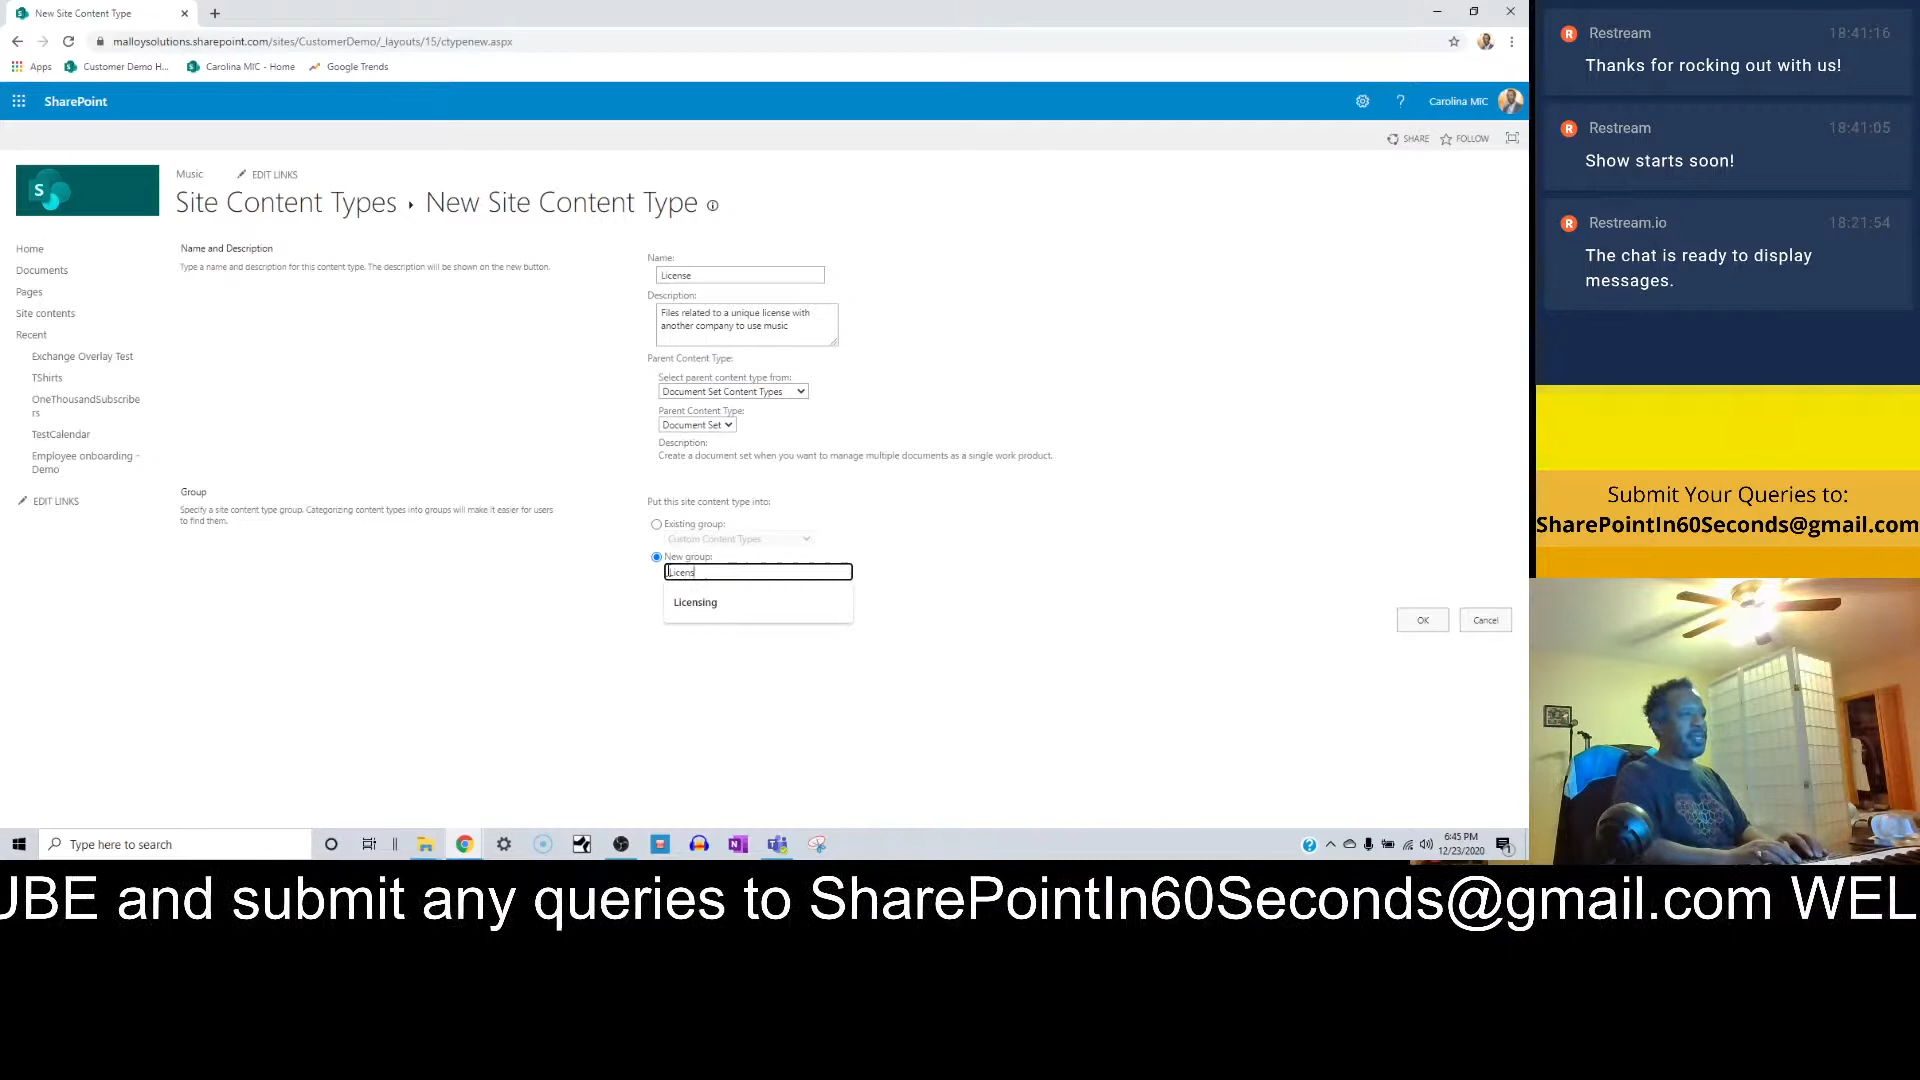 New Site Content Type
malloysolutions.sharepoint.com/sites/CustomerDemo/_layouts/15/ctypenew.aspx
Apps
Customer Demo H...
Carolina MIC - Home
Google Trends
SharePoint
Carolina MIC
SHARE
FOLLOW
Music
EDIT LINKS
Site Content Types
New Site Content Type
Home
Documents
Pages
Site contents
Recent
Exchange Overlay Test
TShirts
OneThousandSubscribe
rs
TestCalendar
Employee onboarding -
Demo
EDIT LINKS
Name and Description
Type a name and description for this content type. The description will be shown on the new button.
Name:
License
Description:
Files related to a unique license with
another company to use music
Parent Content Type:
Select parent content type from:
Document Set Content Types
Parent Content Type:
Document Set
Description:
Create a document set when you want to manage multiple documents as a single work product.
Group
Specify a site content type group. Categorizing content types into groups will make it easier for users
to find them.
Put this site content type into:
Existing group:
Custom Content Types
New group:
Licens
Licensing
OK
Cancel
Type here to search
6:45 PM
12/23/2020
Restream
18:41:16
Thanks for rocking out with us!
Restream
18:41:05
Show starts soon!
Restream.io
18:21:54
The chat is ready to display
messages.
Submit Your Queries to:
SharePointIn60Seconds@gmail.com
UBE and submit any queries to SharePointIn60Seconds@gmail.com WEL